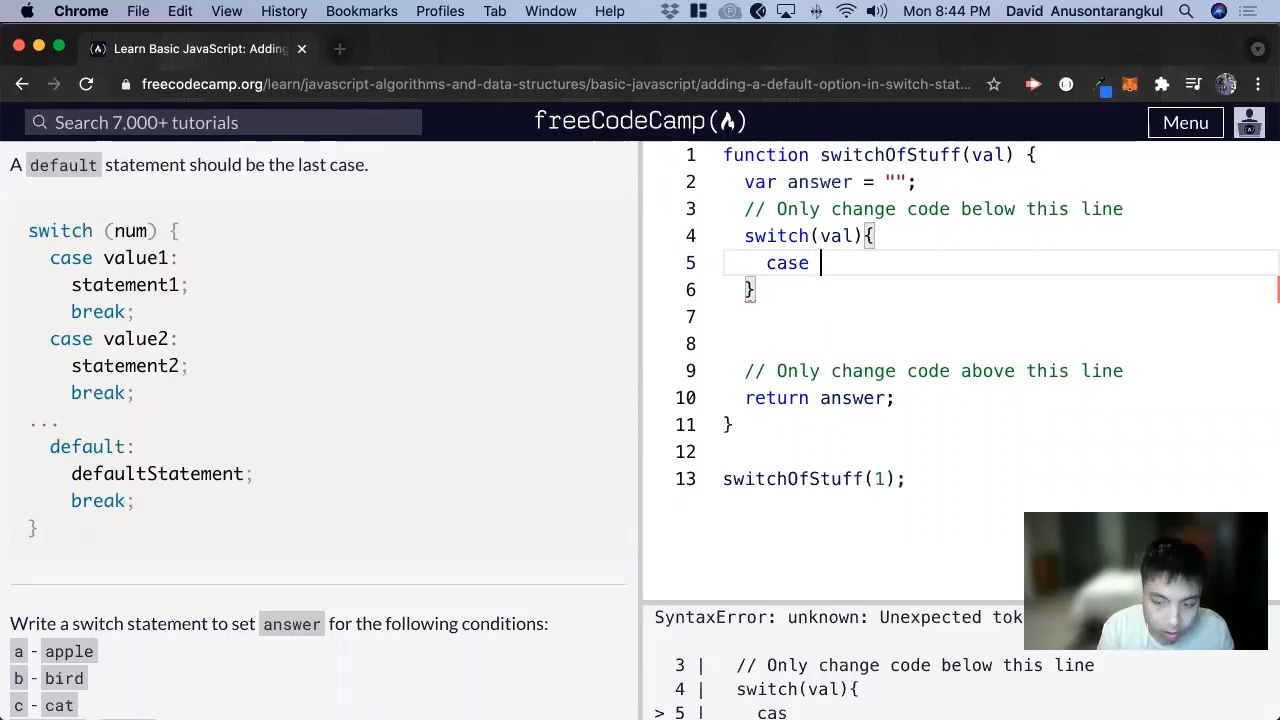 Chrome File Edit View History Bookmarks Profiles Tab Window Help Mon 8:44 PM David Anusontarangkul
Learn Basic JavaScript: Adding
freecodecamp.org/learn/javascript-algorithms-and-data-structures/basic-javascript/adding-a-default-option-in-switch-stat...
Search 7,000+ tutorials
freeCodeCamp
Menu
A default statement should be the last case.
switch (num) {
case value1:
statement1;
break;
case value2:
statement2;
break;
...
default:
defaultStatement;
break;
}
Write a switch statement to set answer for the following conditions:
a - apple
b - bird
c - cat
1 function switchOfStuff(val) {
2 var answer = "";
3 // Only change code below this line
4 switch(val){
5 case
6 }
7
8
9 // Only change code above this line
10 return answer;
11 }
12
13 switchOfStuff(1);
SyntaxError: unknown: Unexpected tok
3 | // Only change code below this line
4 | switch(val){
> 5 | cas